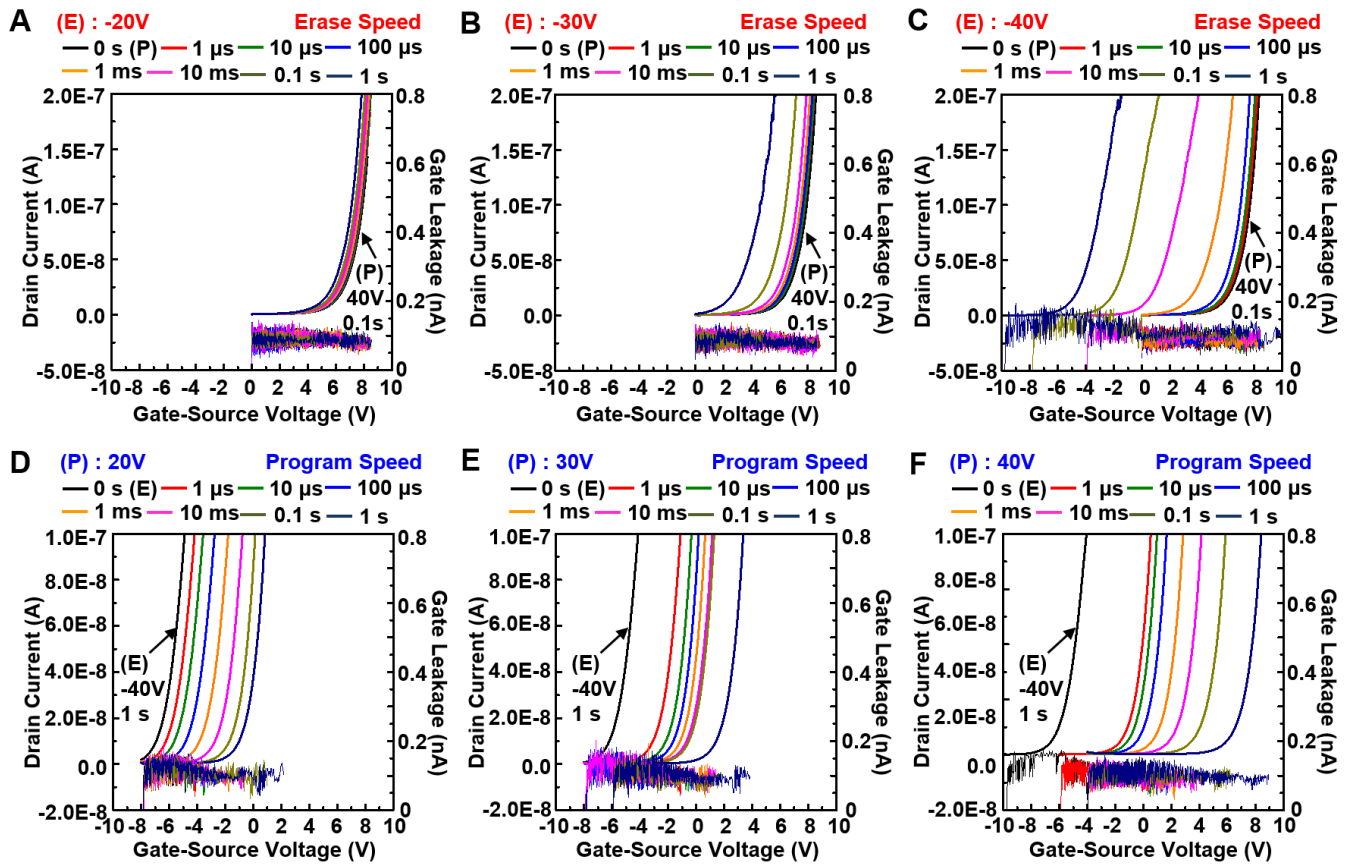 A (E) : -20V Erase Speed
0 s (P) 1 μs 10 μs 100 μs
1 ms 10 ms 0.1 s 1 s
2.0E-7
1.5E-7
1.0E-7
5.0E-8
0.0
-5.0E-8
Drain Current (A)
(P)
40V
0.1s
0.8
0.6
0.4
0.2
0
Gate Leakage (nA)
-10 -8 -6 -4 -2 0 2 4 6 8 10
Gate-Source Voltage (V)
B (E) : -30V Erase Speed
0 s (P) 1 μs 10 μs 100 μs
1 ms 10 ms 0.1 s 1 s
2.0E-7
1.5E-7
1.0E-7
5.0E-8
0.0
-5.0E-8
Drain Current (A)
(P)
40V
0.1s
0.8
0.6
0.4
0.2
0
Gate Leakage (nA)
-10 -8 -6 -4 -2 0 2 4 6 8 10
Gate-Source Voltage (V)
C (E) : -40V Erase Speed
0 s (P) 1 μs 10 μs 100 μs
1 ms 10 ms 0.1 s 1 s
2.0E-7
1.5E-7
1.0E-7
5.0E-8
0.0
-5.0E-8
Drain Current (A)
(P)
40V
0.1s
0.8
0.6
0.4
0.2
0
Gate Leakage (nA)
-10 -8 -6 -4 -2 0 2 4 6 8 10
Gate-Source Voltage (V)
D (P) : 20V Program Speed
0 s (E) 1 μs 10 μs 100 μs
1 ms 10 ms 0.1 s 1 s
1.0E-7
8.0E-8
6.0E-8
4.0E-8
2.0E-8
0.0
-2.0E-8
Drain Current (A)
(E)
-40V
1 s
0.8
0.6
0.4
0.2
0
Gate Leakage (nA)
-10 -8 -6 -4 -2 0 2 4 6 8 10
Gate-Source Voltage (V)
E (P) : 30V Program Speed
0 s (E) 1 μs 10 μs 100 μs
1 ms 10 ms 0.1 s 1 s
1.0E-7
8.0E-8
6.0E-8
4.0E-8
2.0E-8
0.0
-2.0E-8
Drain Current (A)
(E)
-40V
1 s
0.8
0.6
0.4
0.2
0
Gate Leakage (nA)
-10 -8 -6 -4 -2 0 2 4 6 8 10
Gate-Source Voltage (V)
F (P) : 40V Program Speed
0 s (E) 1 μs 10 μs 100 μs
1 ms 10 ms 0.1 s 1 s
1.0E-7
8.0E-8
6.0E-8
4.0E-8
2.0E-8
0.0
-2.0E-8
Drain Current (A)
(E)
-40V
1 s
0.8
0.6
0.4
0.2
0
Gate Leakage (nA)
-10 -8 -6 -4 -2 0 2 4 6 8 10
Gate-Source Voltage (V)